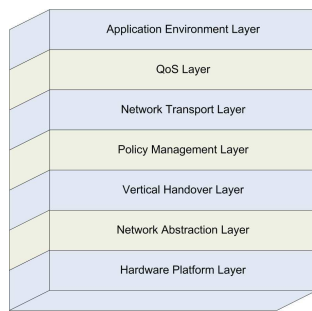 Application Environment Layer
QoS Layer
Network Transport Layer
Policy Management Layer
Vertical Handover Layer
Network Abstraction Layer
Hardware Platform Layer